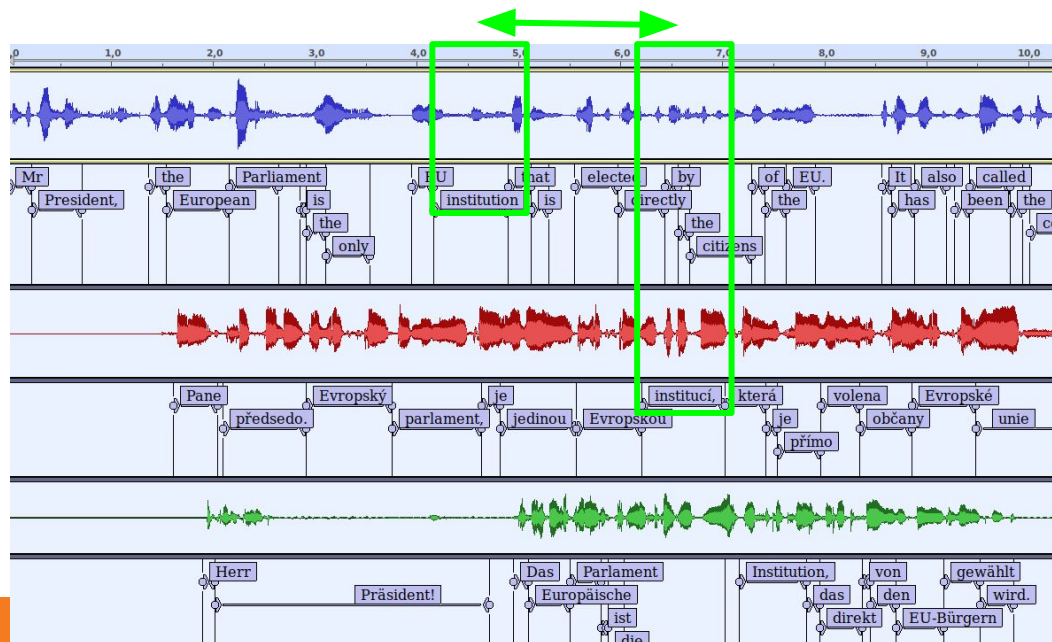 ,0 1,0 2,0 3,0 4,0 5,0 6,0 7,0 8,0 9,0 10,0
Mr the Parliament EU that elected by of EU. It also called
President, European is institution is directly the has been the
the the
only citizens
Pane Evropský je institucí, která volena Evropské
předsedo. parlament, jedinou Evropskou je občany unie
přímo
Herr Das Parliament Institution, von gewählt
Präsident! Europäische das den wird.
ist direkt EU-Bürgern
die